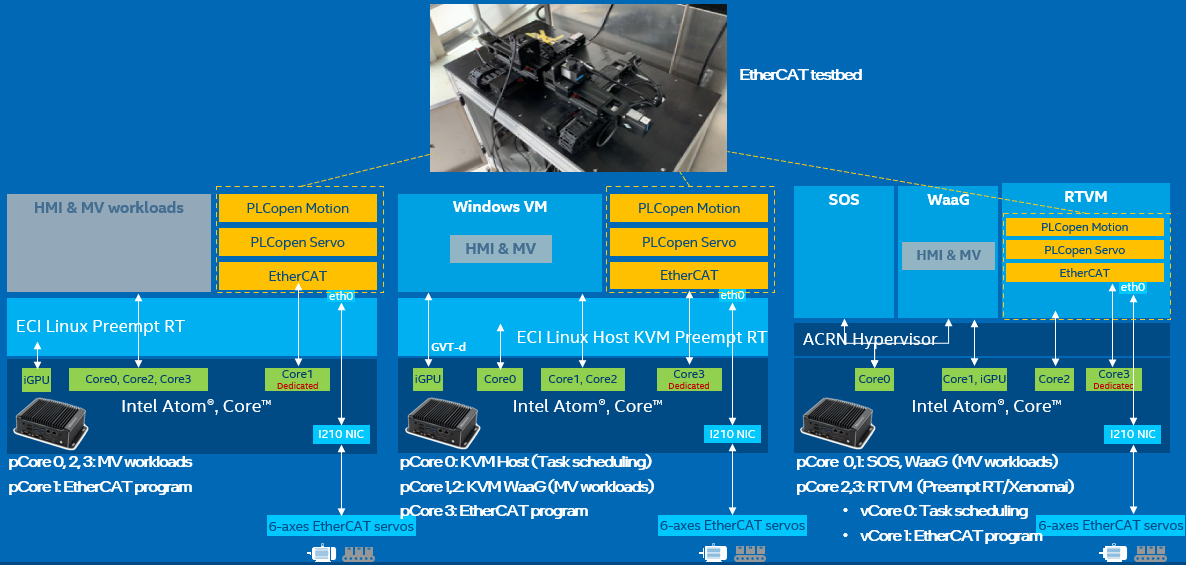 EtherCAT testbed
HMI & MV workloads
PLCopen Motion
PLCopen Servo
EtherCAT
eth0
ECI Linux Preempt RT
iGPU
Core0, Core2, Core3
Core1
Dedicated
Intel Atom®, Core™
I210 NIC
pCore 0, 2, 3: MV workloads
pCore 1: EtherCAT program
6-axes EtherCAT servos
Windows VM
HMI & MV
PLCopen Motion
PLCopen Servo
EtherCAT
eth0
ECI Linux Host KVM Preempt RT
GVT-d
iGPU
Core0
Core1, Core2
Core3
Dedicated
Intel Atom®, Core™
I210 NIC
pCore 0: KVM Host (Task scheduling)
pCore 1,2: KVM WaaG (MV workloads)
pCore 3: EtherCAT program
6-axes EtherCAT servos
SOS
WaaG
HMI & MV
RTVM
PLCopen Motion
PLCopen Servo
EtherCAT
eth0
ACRN Hypervisor
Core0
Core1, iGPU
Core2
Core3
Dedicated
Intel Atom®, Core™
I210 NIC
pCore 0,1: SOS, WaaG (MV workloads)
pCore 2,3: RTVM (Preempt RT/Xenomai)
• vCore 0: Task scheduling
• vCore 1: EtherCAT program
6-axes EtherCAT servos